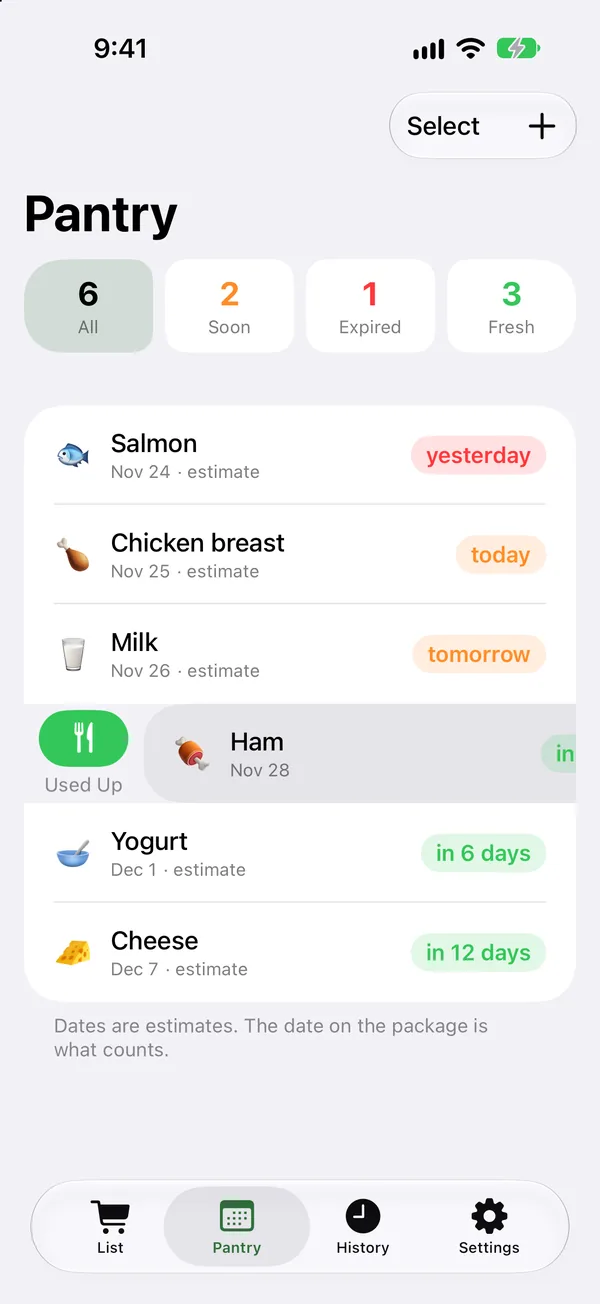 9:41
Select
Pantry
6
All
2
Soon
1
Expired
3
Fresh
Salmon
Nov 24 · estimate
yesterday
Chicken breast
Nov 25 · estimate
today
Milk
Nov 26 · estimate
tomorrow
Used Up
Ham
Nov 28
in
Yogurt
Dec 1 · estimate
in 6 days
Cheese
Dec 7 · estimate
in 12 days
Dates are estimates. The date on the package is
what counts.
List
Pantry
History
Settings